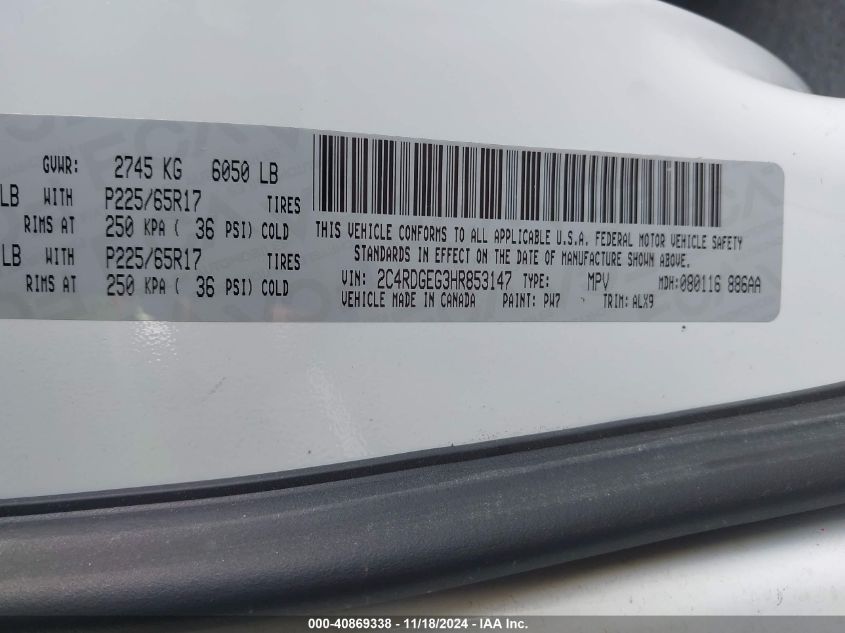 GVWR: 2745 KG 6050 LB
LB WITH P225/65R17 TIRES
RIMS AT 250 KPA ( 36 PSI) COLD
LB WITH P225/65R17 TIRES
RIMS AT 250 KPA ( 36 PSI) COLD
THIS VEHICLE CONFORMS TO ALL APPLICABLE U.S.A. FEDERAL MOTOR VEHICLE SAFETY
STANDARDS IN EFFECT ON THE DATE OF MANUFACTURE SHOWN ABOVE.
VIN: 2C4RDGEG3HR853147 TYPE: MPV MDH:080116 886AA
VEHICLE MADE IN CANADA PAINT: PW7 TRIM: ALX9
000-40869338 - 11/18/2024 - IAA Inc.